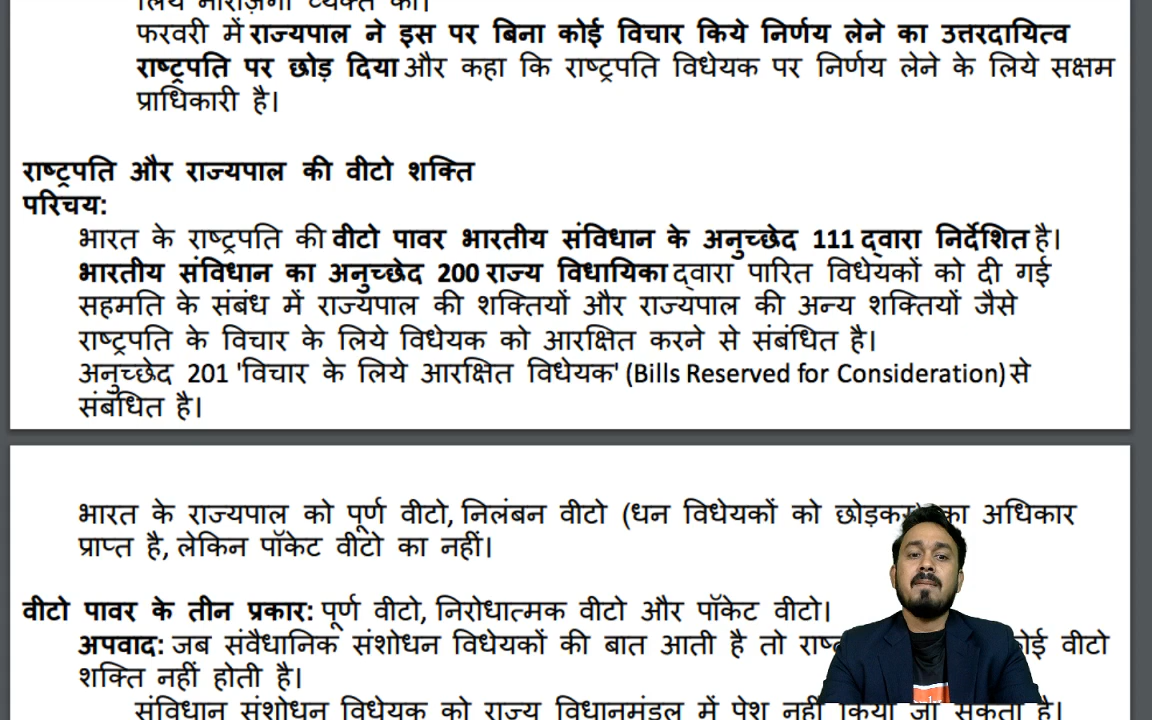 फरवरी में राज्यपाल ने इस पर बिना कोई विचार किये निर्णय लेने का उत्तरदायित्व
राष्ट्रपति पर छोड़ दिया और कहा कि राष्ट्रपति विधेयक पर निर्णय लेने के लिये सक्षम
प्राधिकारी है।
राष्ट्रपति और राज्यपाल की वीटो शक्ति
परिचय:
भारत के राष्ट्रपति की वीटो पावर भारतीय संविधान के अनुच्छेद 111 द्वारा निर्देशित है।
भारतीय संविधान का अनुच्छेद 200 राज्य विधायिका द्वारा पारित विधेयकों को दी गई
सहमति के संबंध में राज्यपाल की शक्तियों और राज्यपाल की अन्य शक्तियों जैसे
राष्ट्रपति के विचार के लिये विधेयक को आरक्षित करने से संबंधित है।
अनुच्छेद 201 'विचार के लिये आरक्षित विधेयक' (Bills Reserved for Consideration) से
संबंधित है।
भारत के राज्यपाल को पूर्ण वीटो, निलंबन वीटो (धन विधेयकों को छोड़कर) का अधिकार
प्राप्त है, लेकिन पॉकेट वीटो का नहीं।
वीटो पावर के तीन प्रकार: पूर्ण वीटो, निरोधात्मक वीटो और पॉकेट वीटो।
अपवाद: जब संवैधानिक संशोधन विधेयकों की बात आती है तो वीटो
शक्ति नहीं होती है।
संविधान संशोधन विधेयक को राज्य विधानमंडल में पेश नहीं किया जा सकता है।